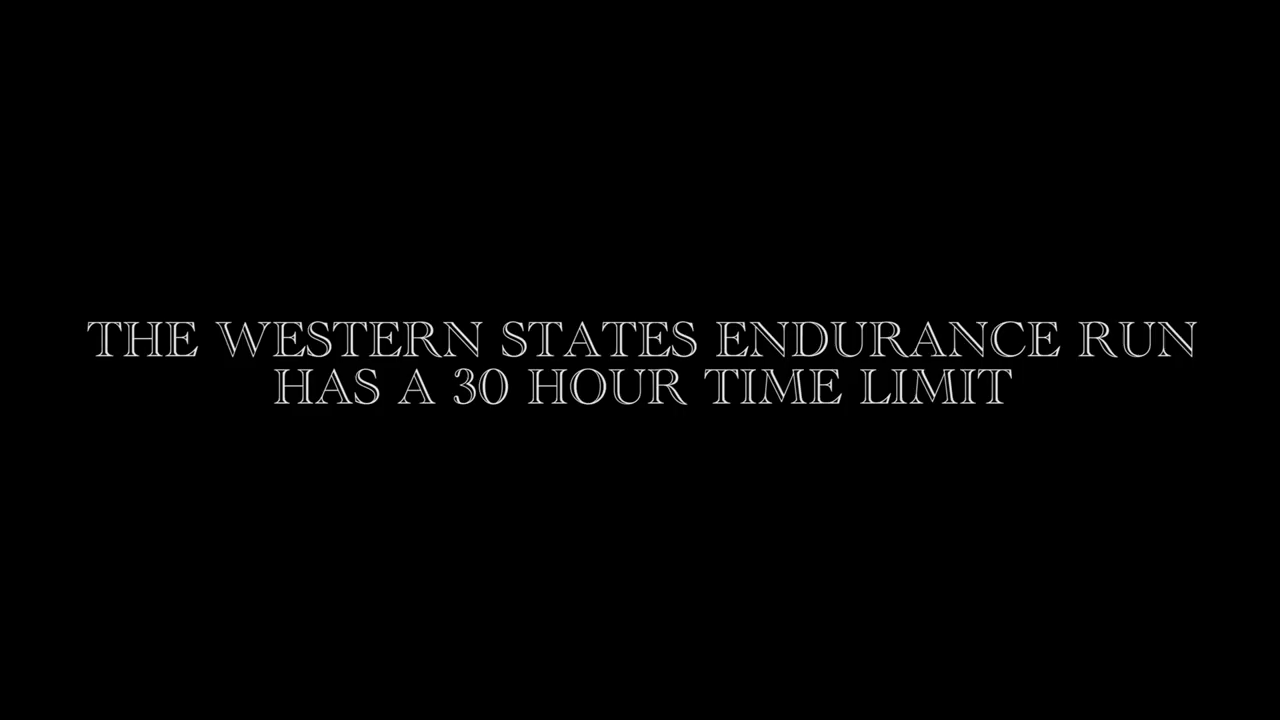 THE WESTERN STATES ENDURANCE RUN
HAS A 30 HOUR TIME LIMIT